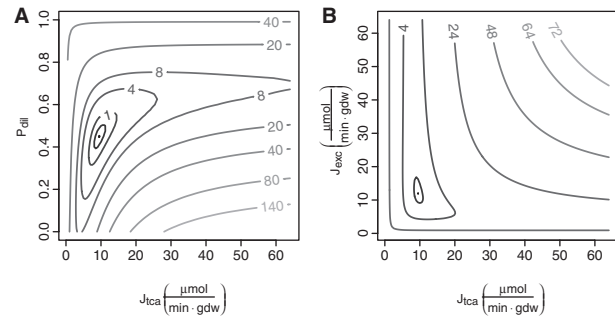 A
P_dil
0.0 0.2 0.4 0.6 0.8 1.0
40
20
8
4
1
8
20
40
80
140
0 10 20 30 40 50 60
J_tca (μmol / min · gdw)
B
J_exc (μmol / min · gdw)
0 10 20 30 40 50 60
4
24
48
64
72
0 10 20 30 40 50 60
J_tca (μmol / min · gdw)